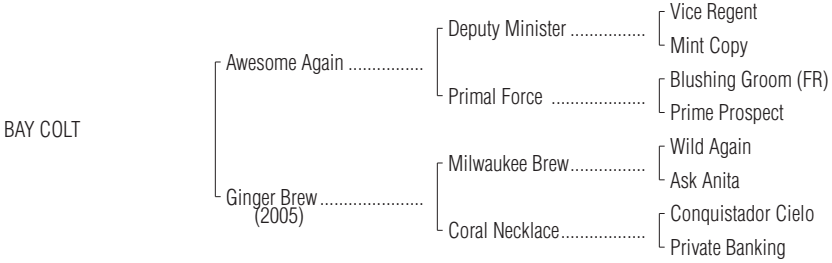 Vice Regent
Deputy Minister ................
Mint Copy
Awesome Again ................
Blushing Groom (FR)
Primal Force ....................
Prime Prospect
BAY COLT
Wild Again
Milwaukee Brew................
Ask Anita
Ginger Brew......................
(2005)
Conquistador Cielo
Coral Necklace..................
Private Banking